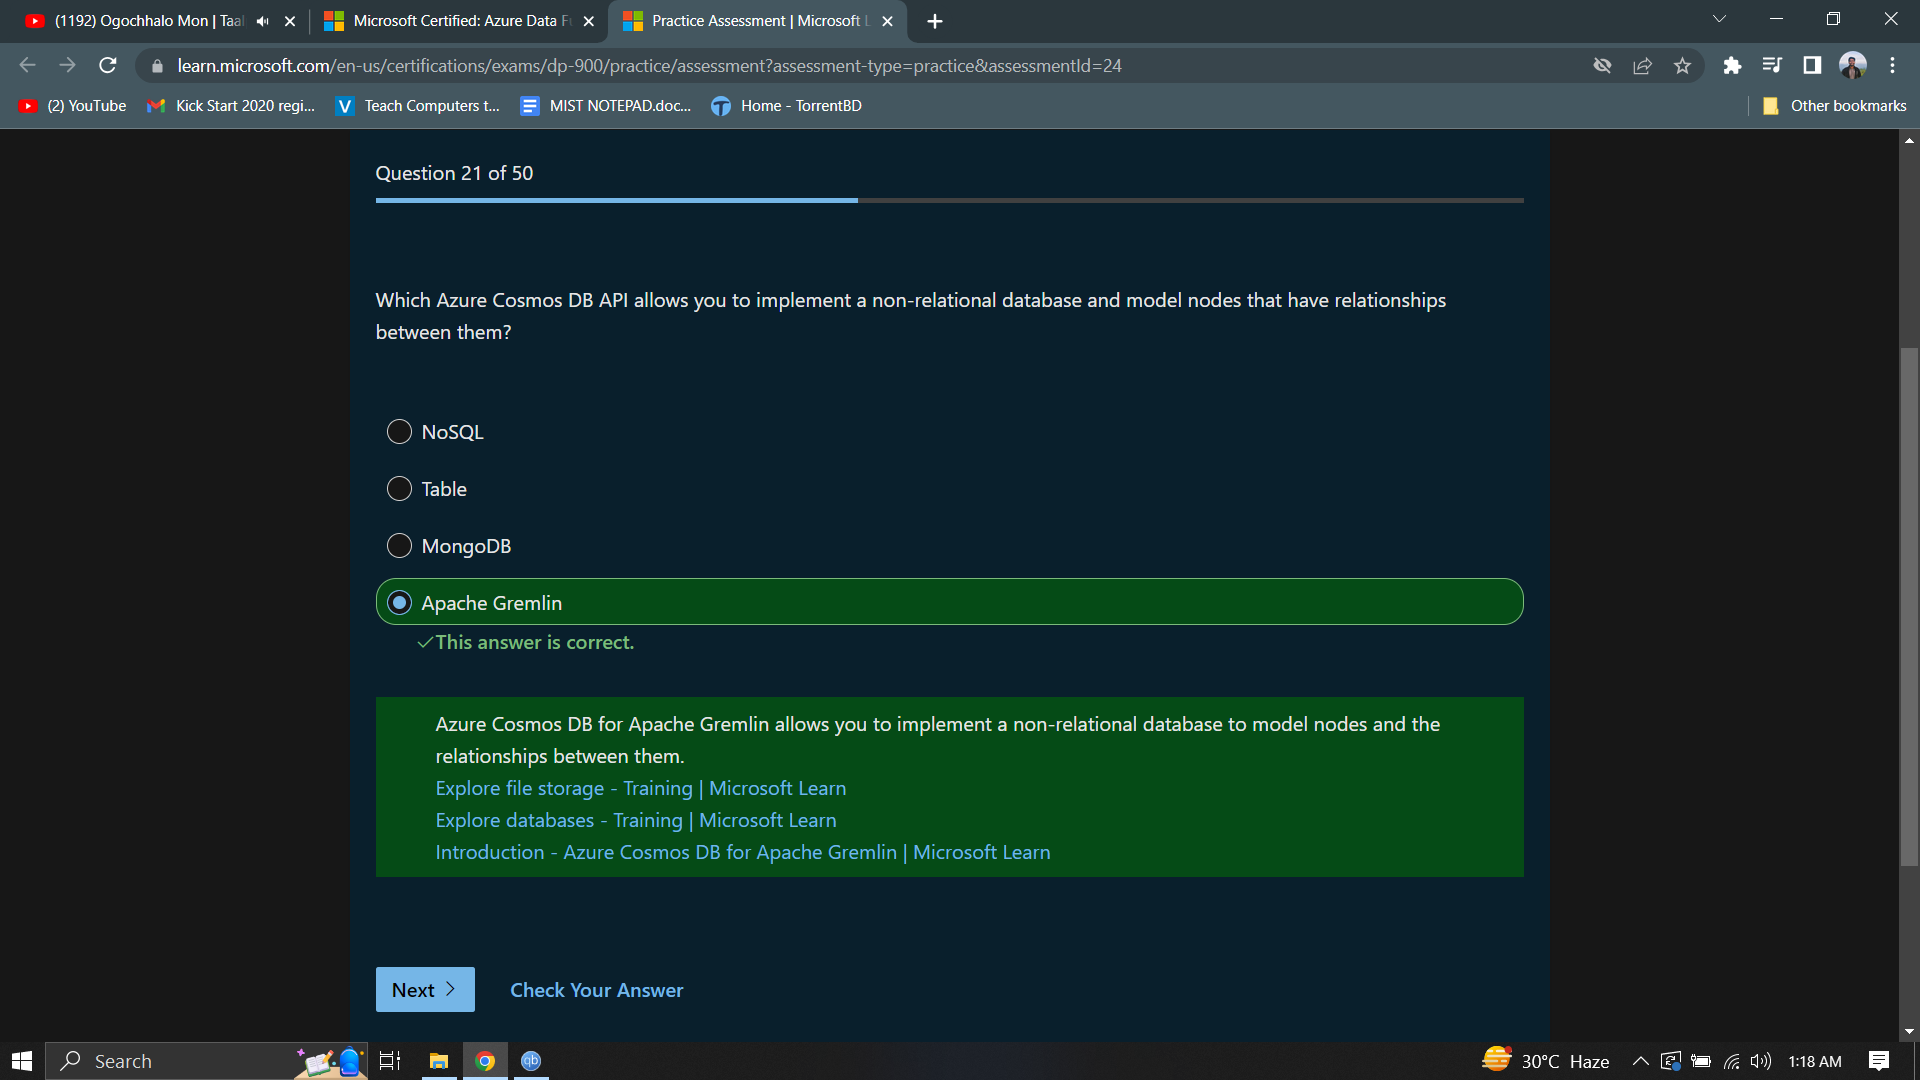 (1192) Ogochhalo Mon | Taal
Microsoft Certified: Azure Data F
Practice Assessment | Microsoft L
learn.microsoft.com/en-us/certifications/exams/dp-900/practice/assessment?assessment-type=practice&assessmentId=24
(2) YouTube
Kick Start 2020 regi...
Teach Computers t...
MIST NOTEPAD.doc...
Home - TorrentBD
Other bookmarks
Question 21 of 50
Which Azure Cosmos DB API allows you to implement a non-relational database and model nodes that have relationships
between them?
NoSQL
Table
MongoDB
Apache Gremlin
This answer is correct.
Azure Cosmos DB for Apache Gremlin allows you to implement a non-relational database to model nodes and the
relationships between them.
Explore file storage - Training | Microsoft Learn
Explore databases - Training | Microsoft Learn
Introduction - Azure Cosmos DB for Apache Gremlin | Microsoft Learn
Next
Check Your Answer
Search
qb
30°C Haze
1:18 AM